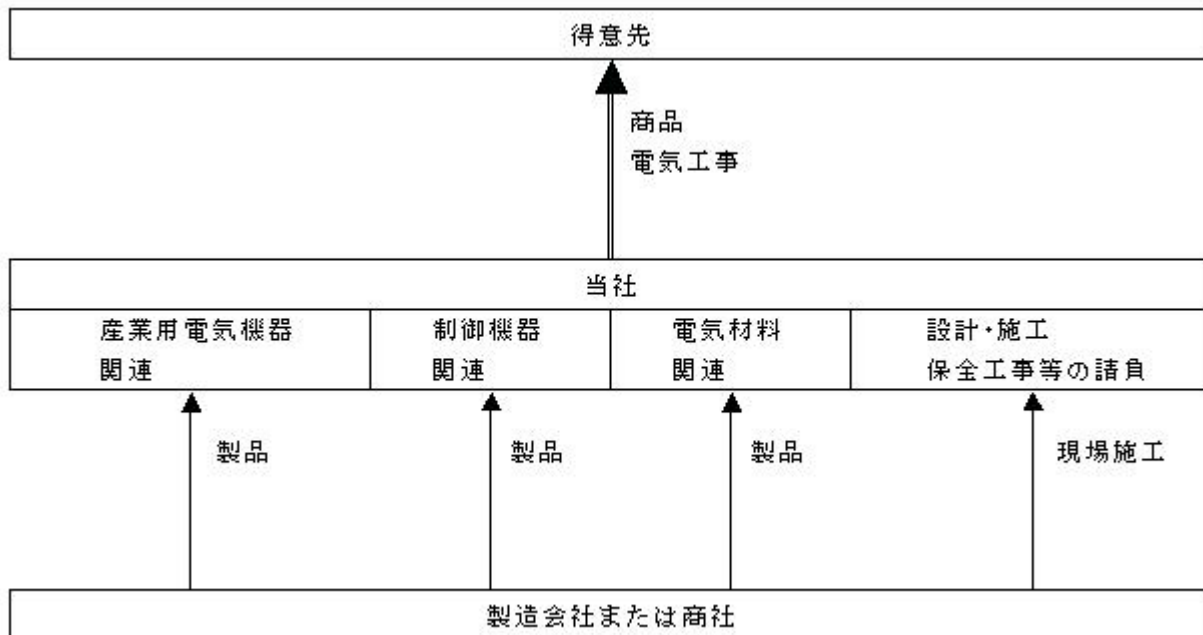 得意先
商品
電気工事
当社
産業用電気機器
関連
制御機器
関連
電気材料
関連
設計・施工
保全工事等の請負
製品
製品
製品
現場施工
製造会社または商社